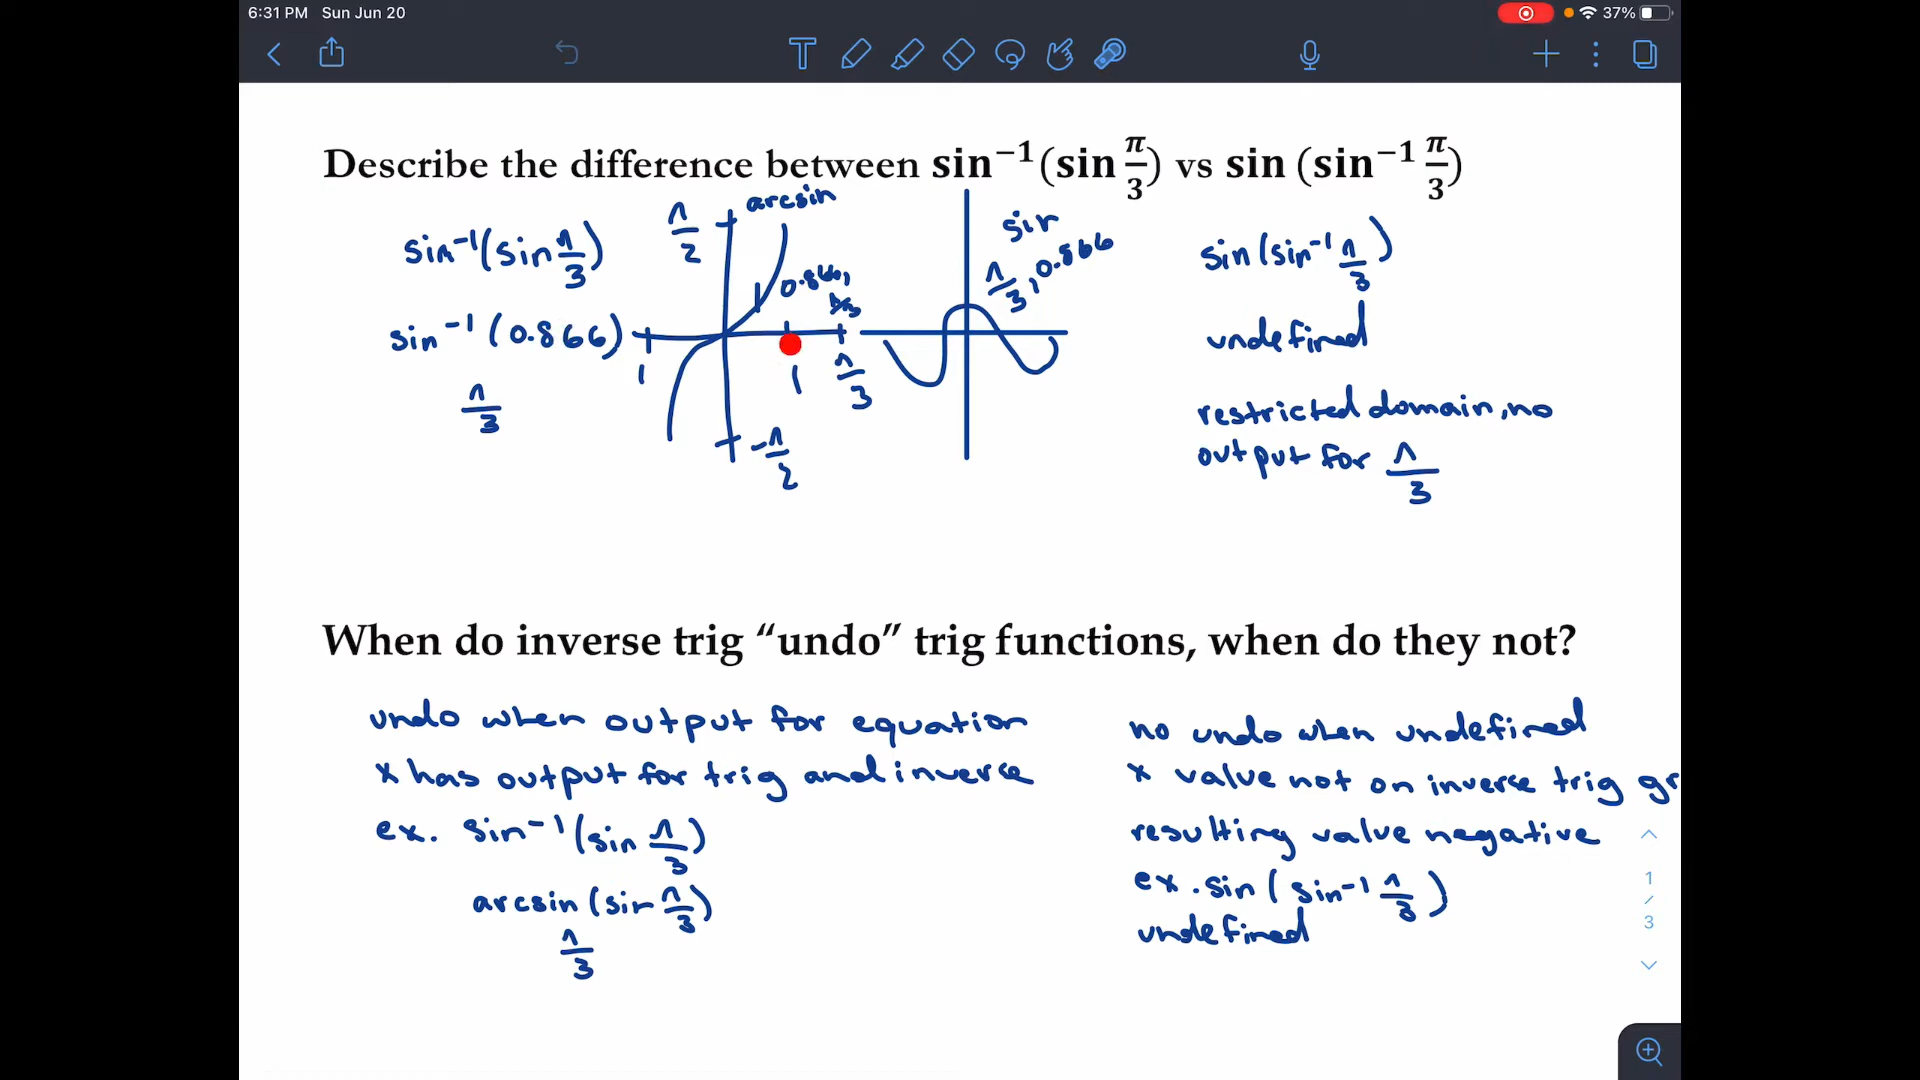 6:31 PM Sun Jun 20
37%
Describe the difference between sin⁻¹(sin π/3) vs sin (sin⁻¹ π/3)
sin⁻¹(sin π/3)
sin⁻¹(0.866)
π/3
π/2
arcsin
0.866,
π/3
1
1
π/3
-π/2
sin
π/3, 0.866
sin(sin⁻¹ π/3)
undefined
restricted domain, no
output for π/3
When do inverse trig “undo” trig functions, when do they not?
undo when output for equation
x has output for trig and inverse
ex. sin⁻¹(sin π/3)
arcsin(sin π/3)
π/3
no undo when undefined
x value not on inverse trig gr
resulting value negative
ex. sin(sin⁻¹ π/3)
undefined
1
/
3